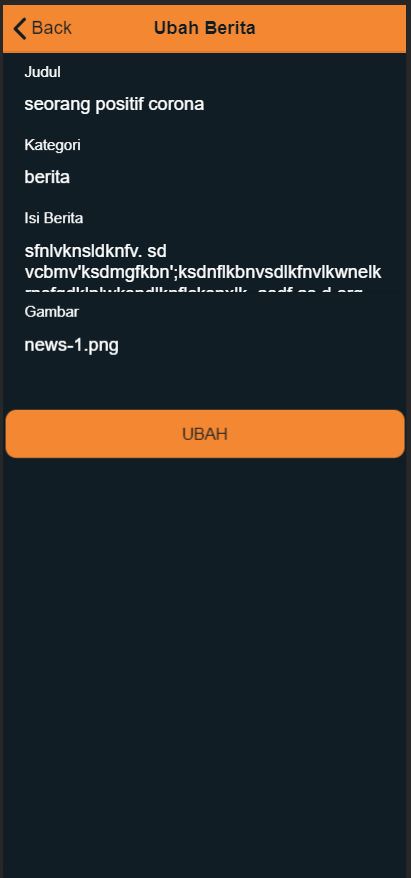 Back
Ubah Berita
Judul
seorang positif corona
Kategori
berita
Isi Berita
sfnlvknsldknfv. sd
vcbmv'ksdmgfkbn';ksdnflkbnvsdlkfnvlkwnelk
Gambar
news-1.png
UBAH